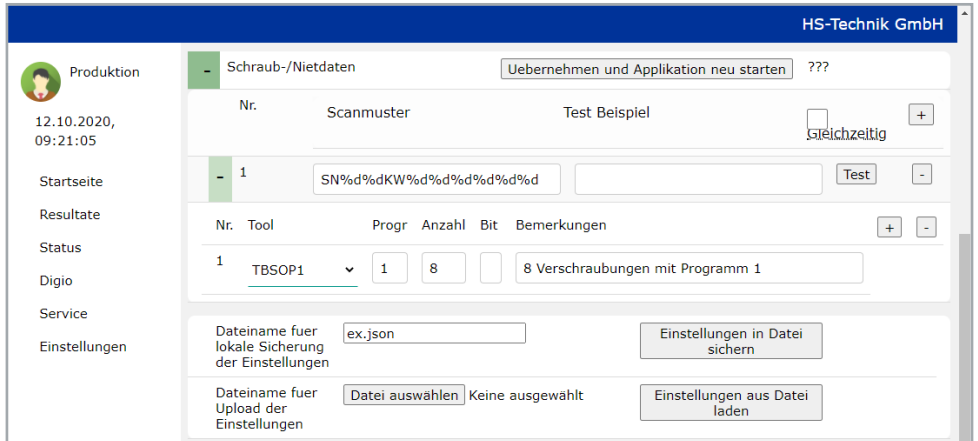 HS-Technik GmbH
Produktion
12.10.2020,
09:21:05
Startseite
Resultate
Status
Digio
Service
Einstellungen
- Schraub-/Nietdaten Uebernehmen und Applikation neu starten ???
Nr. Scanmuster Test Beispiel Gleichzeitig +
- 1 SN%d%dKW%d%d%d%d%d%d Test -
Nr. Tool Progr Anzahl Bit Bemerkungen + -
1 TBSOP1 1 8 8 Verschraubungen mit Programm 1
Dateiname fuer
lokale Sicherung
der Einstellungen
ex.json
Einstellungen in Datei
sichern
Dateiname fuer
Upload der
Einstellungen
Datei auswählen Keine ausgewählt
Einstellungen aus Datei
laden